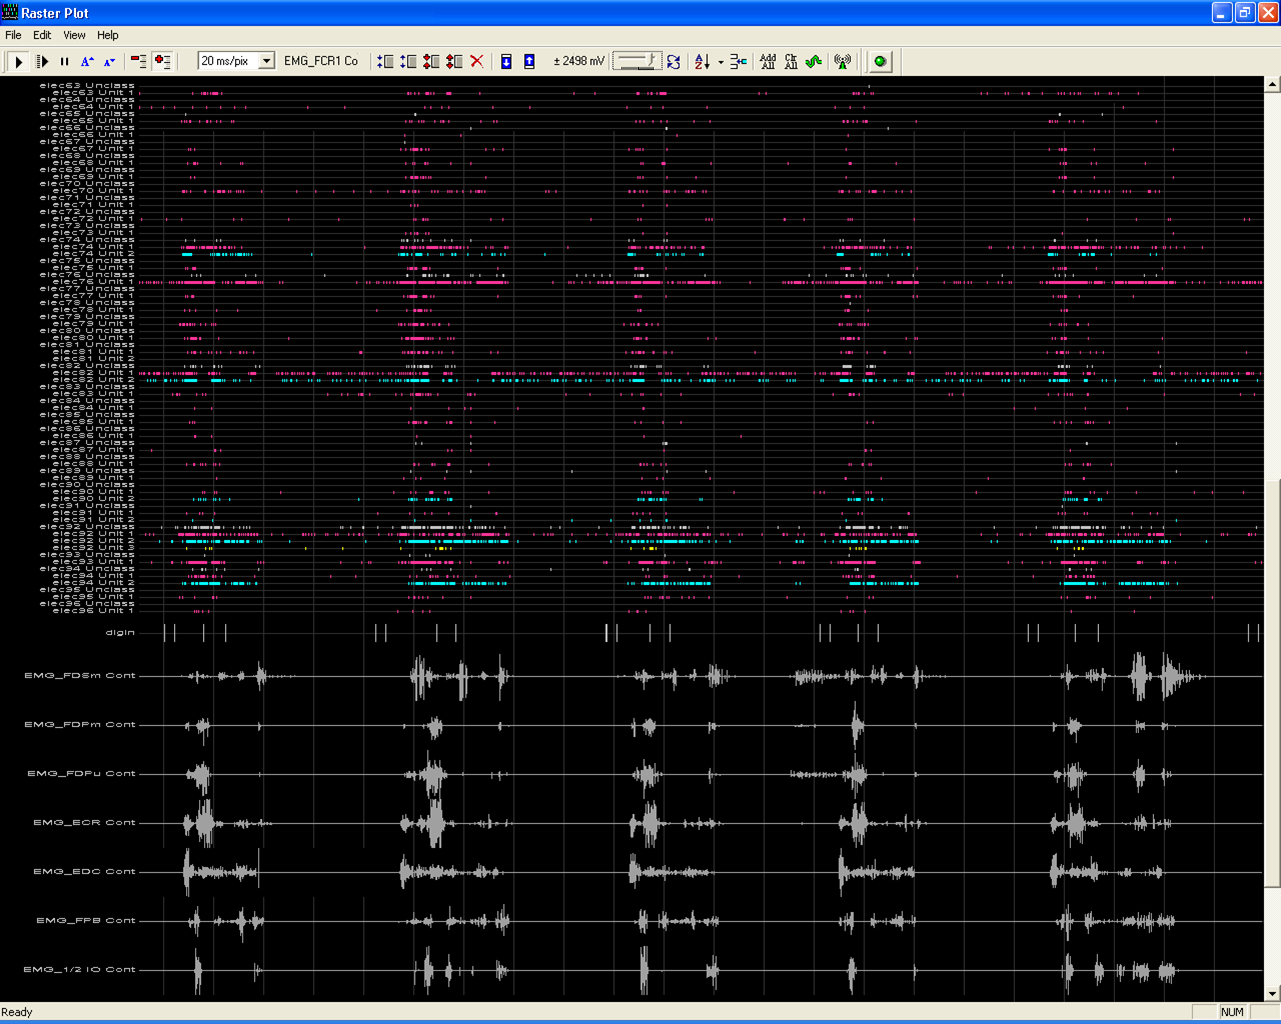 Raster Plot
File Edit View Help
20 ms/pix EMG_FCR1 Co ± 2498 mV Add All Clr All
elec63 Unclass
elec63 Unit 1
elec64 Unclass
elec64 Unit 1
elec65 Unclass
elec65 Unit 1
elec66 Unclass
elec66 Unit 1
elec67 Unclass
elec67 Unit 1
elec68 Unclass
elec68 Unit 1
elec69 Unclass
elec69 Unit 1
elec70 Unclass
elec70 Unit 1
elec71 Unclass
elec71 Unit 1
elec72 Unclass
elec72 Unit 1
elec73 Unclass
elec73 Unit 1
elec74 Unclass
elec74 Unit 1
elec74 Unit 2
elec75 Unclass
elec75 Unit 1
elec76 Unclass
elec76 Unit 1
elec77 Unclass
elec77 Unit 1
elec78 Unclass
elec78 Unit 1
elec79 Unclass
elec79 Unit 1
elec80 Unclass
elec80 Unit 1
elec81 Unclass
elec81 Unit 1
elec81 Unit 2
elec82 Unclass
elec82 Unit 1
elec82 Unit 2
elec83 Unclass
elec83 Unit 1
elec84 Unclass
elec84 Unit 1
elec85 Unclass
elec85 Unit 1
elec86 Unclass
elec86 Unit 1
elec87 Unclass
elec87 Unit 1
elec88 Unclass
elec88 Unit 1
elec89 Unclass
elec89 Unit 1
elec90 Unclass
elec90 Unit 1
elec90 Unit 2
elec91 Unclass
elec91 Unit 1
elec91 Unit 2
elec92 Unclass
elec92 Unit 1
elec92 Unit 2
elec92 Unit 3
elec93 Unclass
elec93 Unit 1
elec94 Unclass
elec94 Unit 1
elec94 Unit 2
elec95 Unclass
elec95 Unit 1
elec96 Unclass
elec96 Unit 1
digin
EMG_FDSm Cont
EMG_FDPm Cont
EMG_FDPu Cont
EMG_ECR Cont
EMG_EDC Cont
EMG_FPB Cont
EMG_1/2 IO Cont
Ready NUM